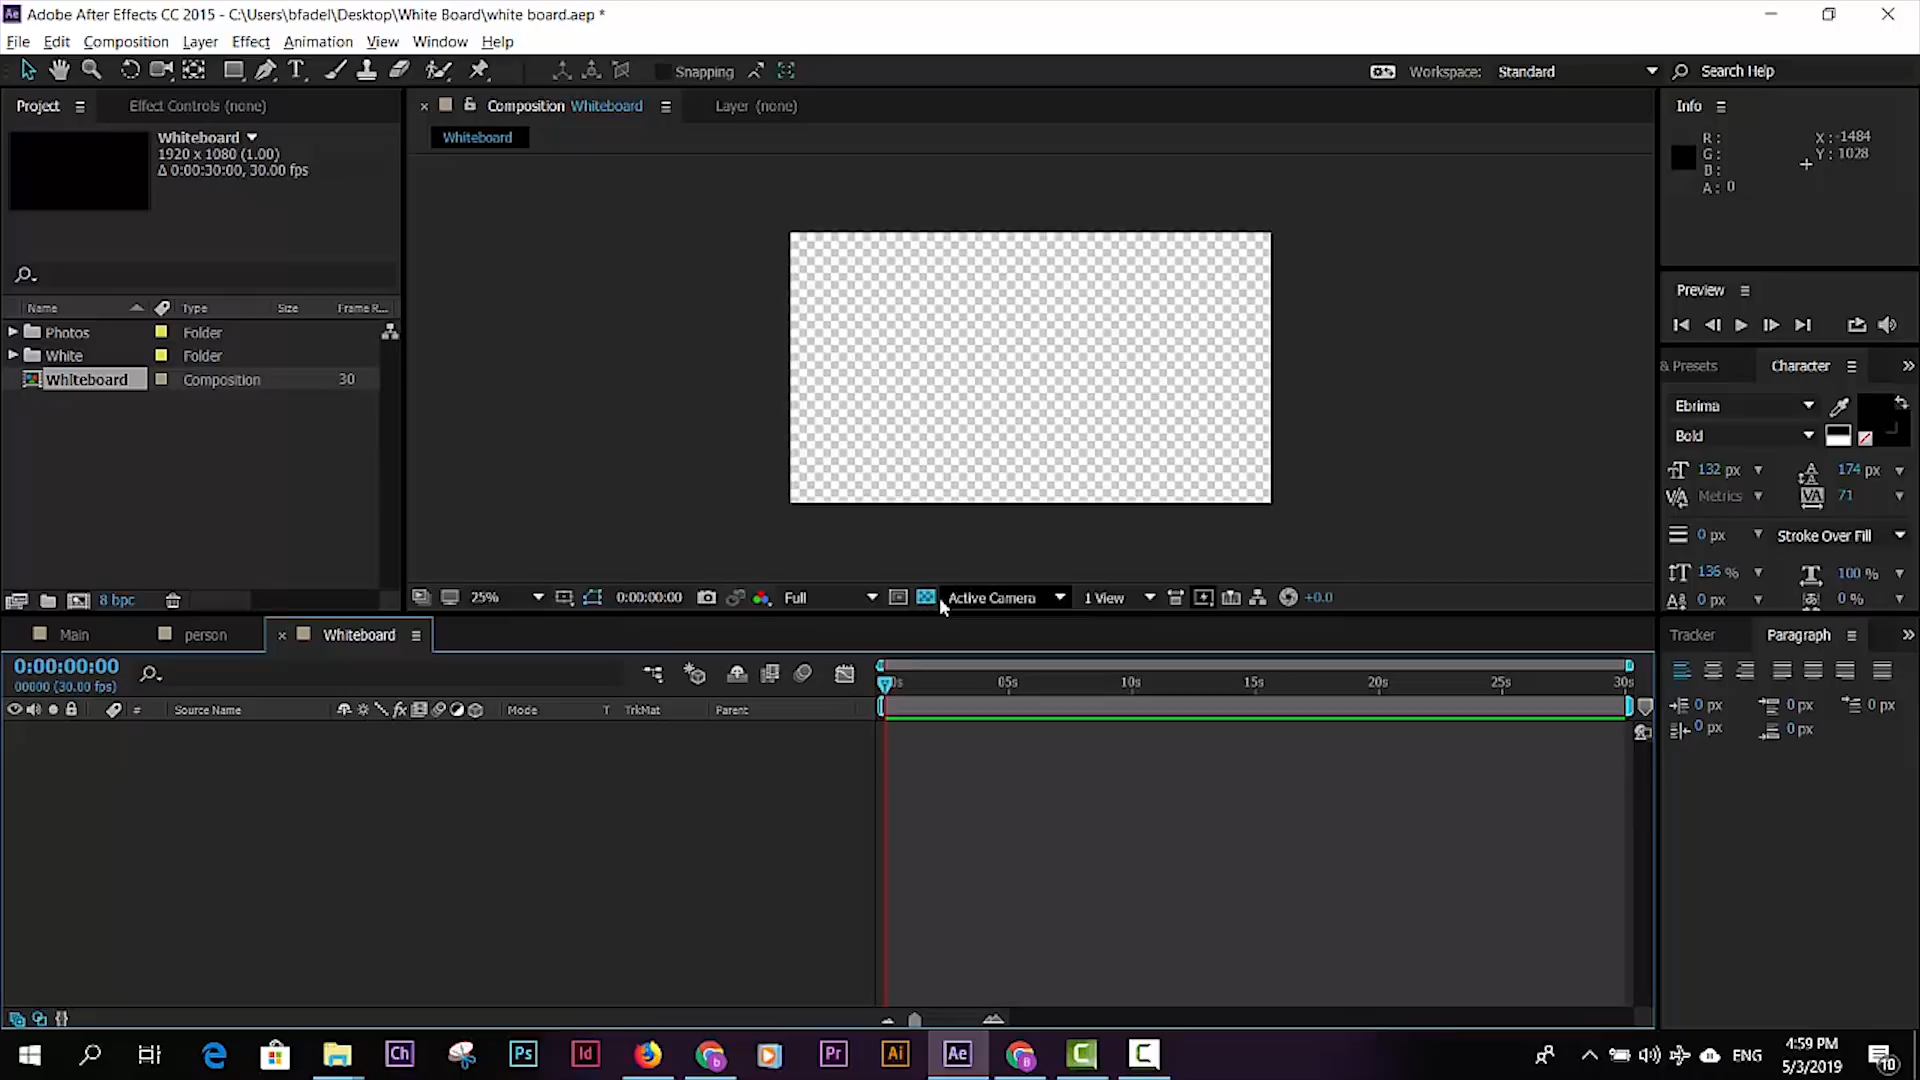 Adobe After Effects CC 2015 - C:\Users\bfadel\Desktop\White Board\white board.aep *
File Edit Composition Layer Effect Animation View Window Help
Snapping
Workspace: Standard
Search Help
Project
Effect Controls (none)
Whiteboard
1920 x 1080 (1.00)
Δ 0:00:30:00, 30.00 fps
Name Type Size Frame R...
Photos Folder
White Folder
Whiteboard Composition 30
8 bpc
Composition Whiteboard
Layer (none)
Whiteboard
25% 0:00:00:00 Full Active Camera 1 View +0.0
Info
R :
G :
B :
A : 0
X : -1484
Y : 1028
Preview
& Presets Character
Ebrima
Bold
132 px 174 px
Metrics 71
0 px Stroke Over Fill
136 % 100 %
0 px 0 %
Main person Whiteboard
0:00:00:00
00000 (30.00 fps)
# Source Name Mode T TrkMat Parent
05s 10s 15s 20s 25s 30s
Tracker Paragraph
0 px 0 px 0 px
0 px 0 px
Ch Ps Id Pr Ai Ae
ENG
4:59 PM
5/3/2019
10